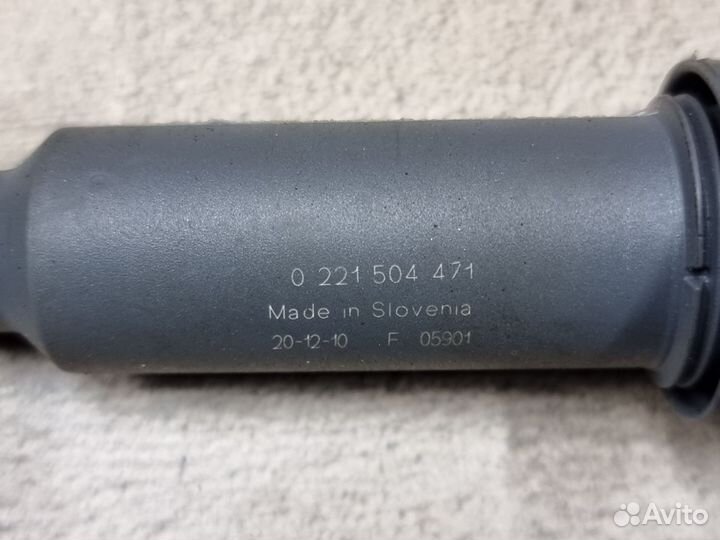 0 221 504 471
Made in Slovenia
20-12-10 F 05901
Avito